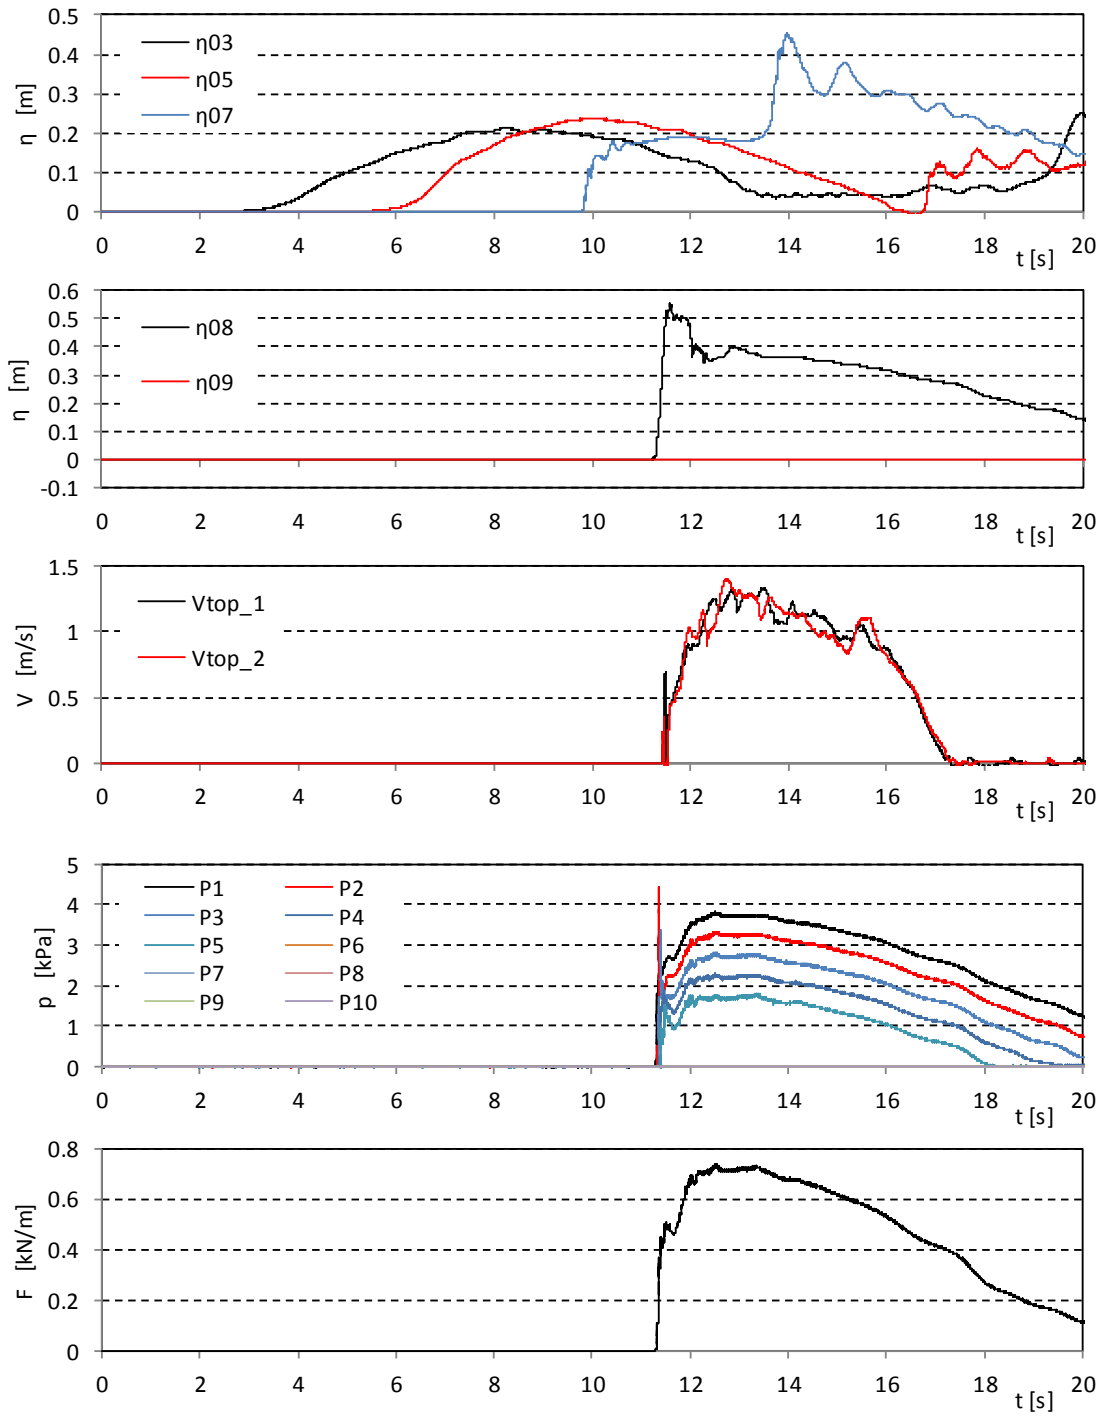 0.5
0.4
0.3
0.2
0.1
0
η [m]
η03
η05
η07
0 2 4 6 8 10 12 14 16 18 20
t [s]
0.6
0.5
0.4
0.3
0.2
0.1
0
-0.1
η [m]
η08
η09
0 2 4 6 8 10 12 14 16 18 20
t [s]
1.5
1
0.5
0
V [m/s]
Vtop_1
Vtop_2
0 2 4 6 8 10 12 14 16 18 20
t [s]
5
4
3
2
1
0
p [kPa]
P1 P2
P3 P4
P5 P6
P7 P8
P9 P10
0 2 4 6 8 10 12 14 16 18 20
t [s]
0.8
0.6
0.4
0.2
0
F [kN/m]
0 2 4 6 8 10 12 14 16 18 20
t [s]